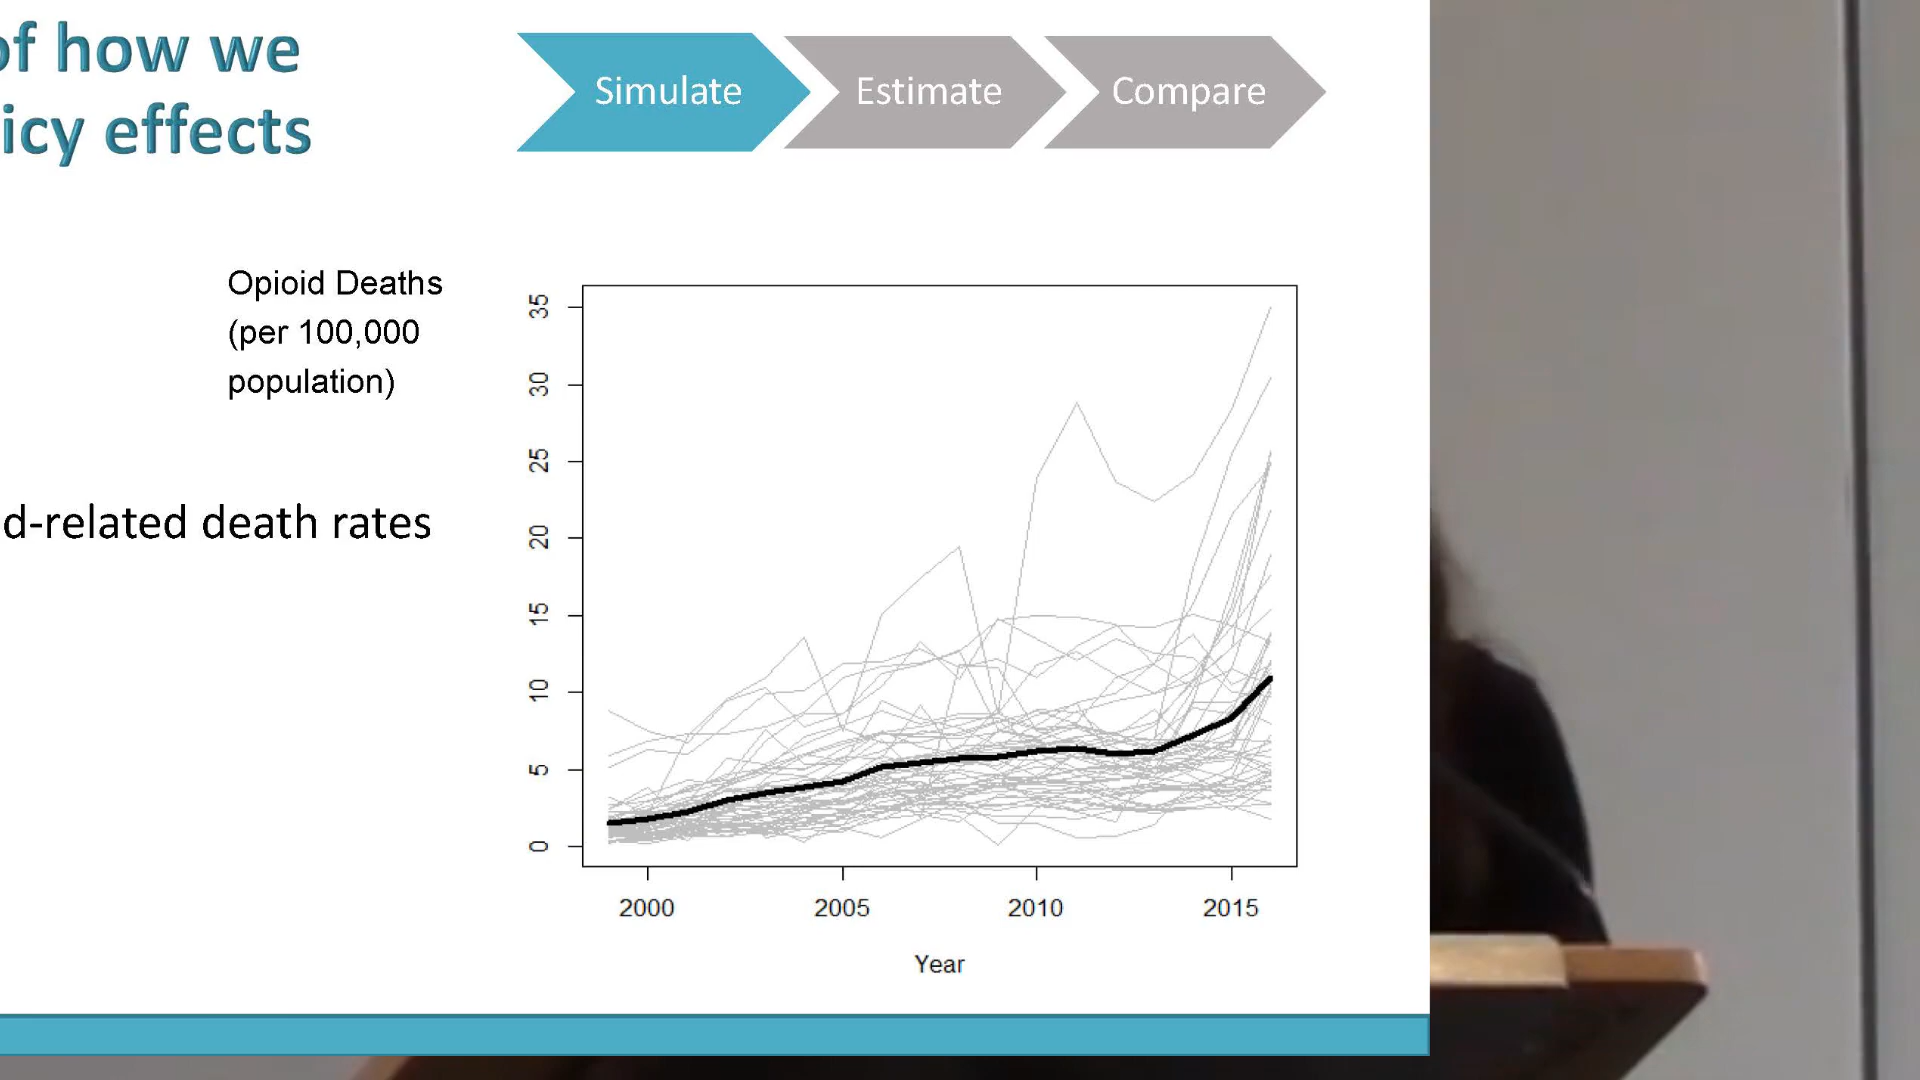 of how we
icy effects
Simulate
Estimate
Compare
Opioid Deaths
(per 100,000
population)
d-related death rates
35
30
25
20
15
10
5
0
2000
2005
2010
2015
Year